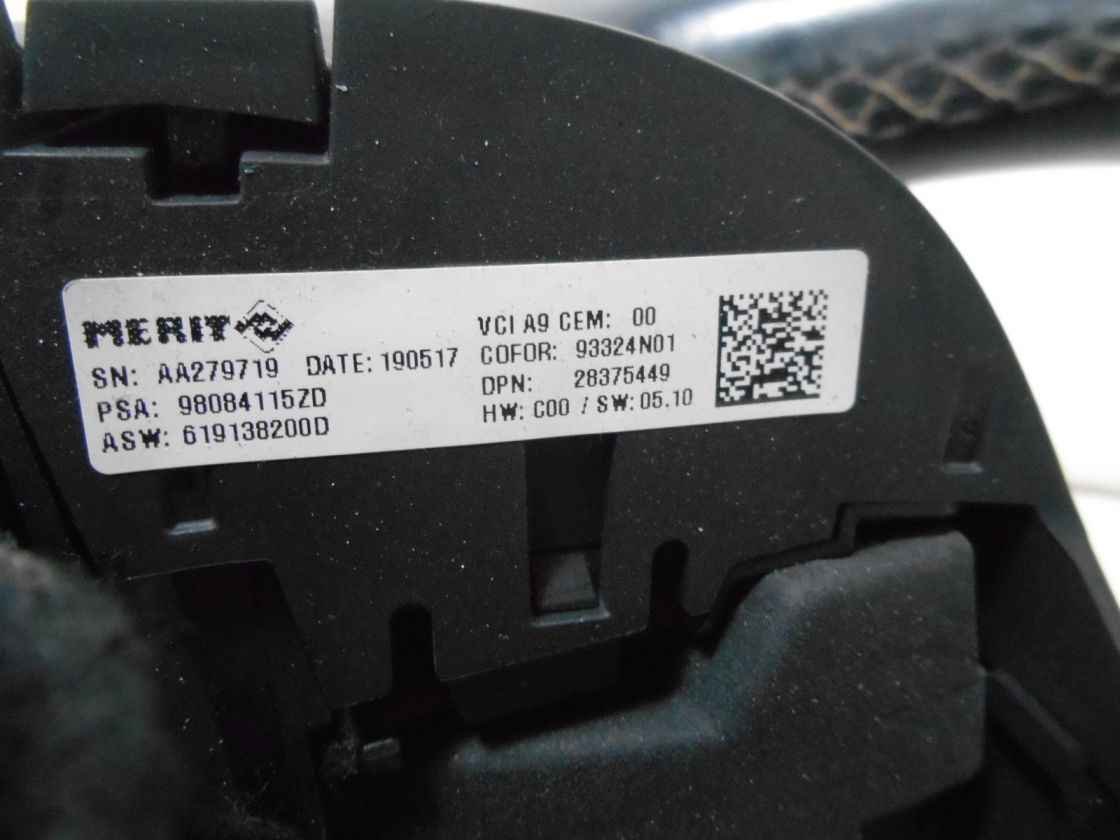 MERIT
SN: AA279719 DATE: 190517
PSA: 98084115ZD
ASW: 619138200D
VCI A9 CEM: 00
COFOR: 93324N01
DPN: 28375449
HW: C00 / SW: 05.10